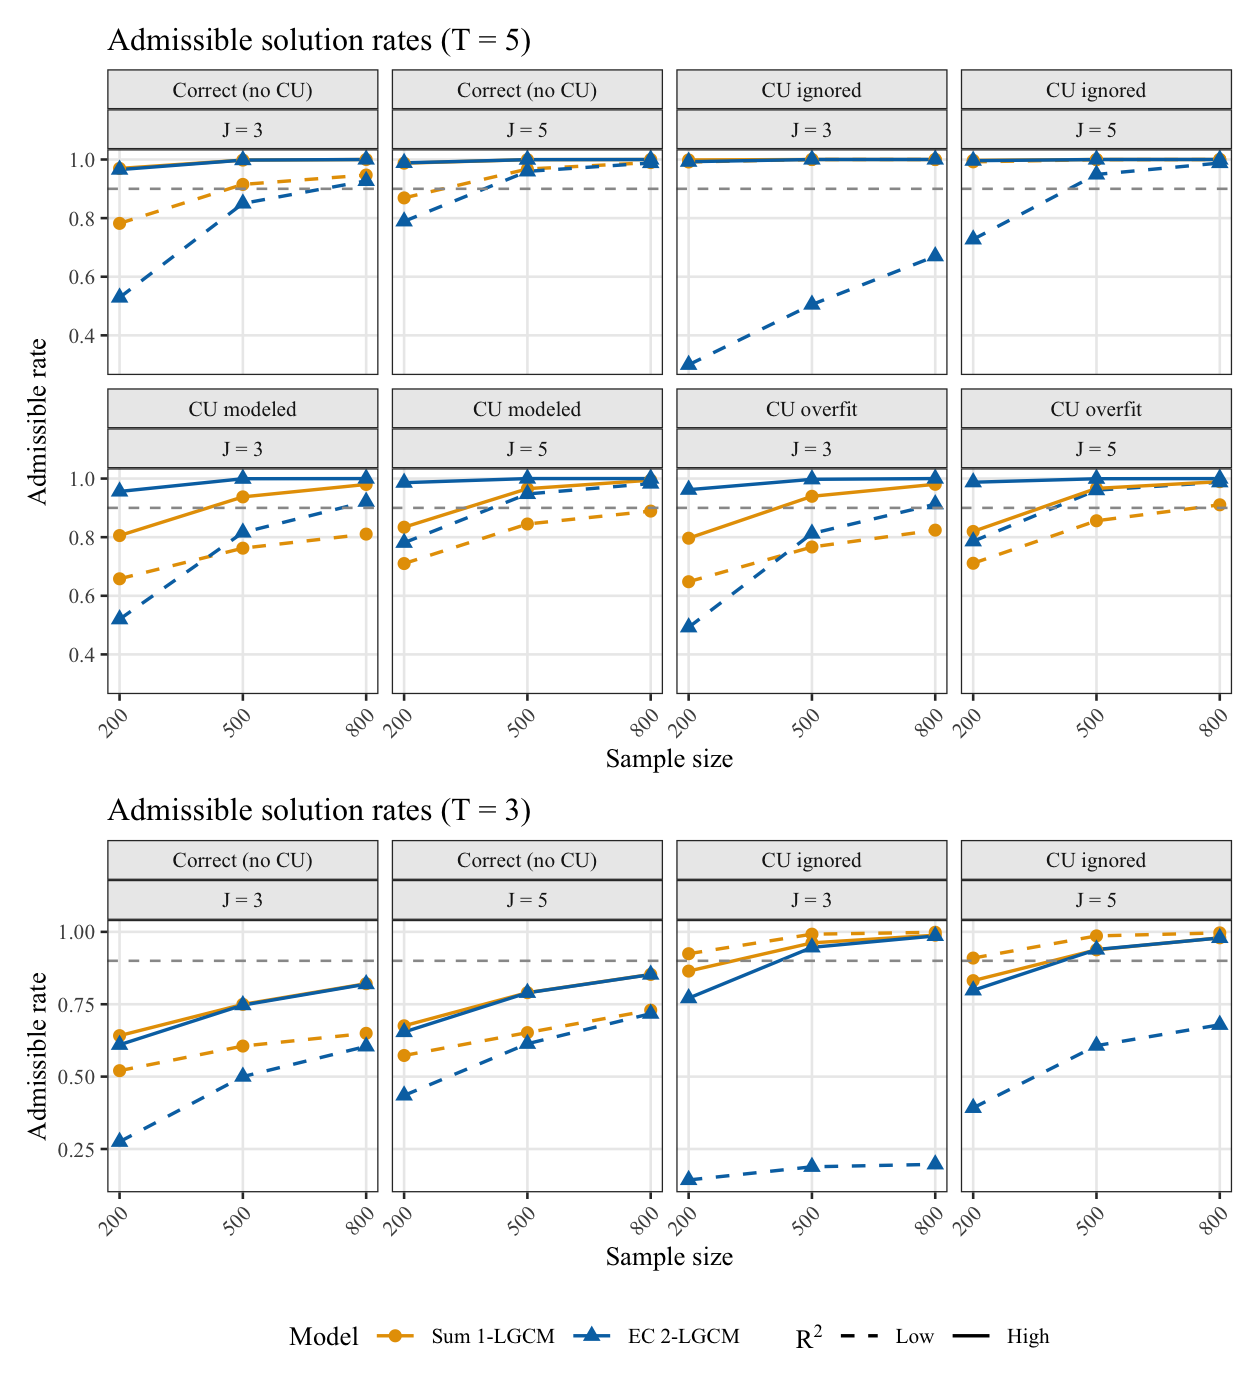 Admissible solution rates (T = 5)
Correct (no CU) Correct (no CU) CU ignored CU ignored
J = 3 J = 5 J = 3 J = 5
1.0
0.8
0.6
0.4
Admissible rate
CU modeled CU modeled CU overfit CU overfit
J = 3 J = 5 J = 3 J = 5
1.0
0.8
0.6
0.4
200 500 800 200 500 800 200 500 800 200 500 800
Sample size
Admissible solution rates (T = 3)
Correct (no CU) Correct (no CU) CU ignored CU ignored
J = 3 J = 5 J = 3 J = 5
1.00
0.75
0.50
0.25
Admissible rate
200 500 800 200 500 800 200 500 800 200 500 800
Sample size
Model Sum 1-LGCM EC 2-LGCM R² Low High